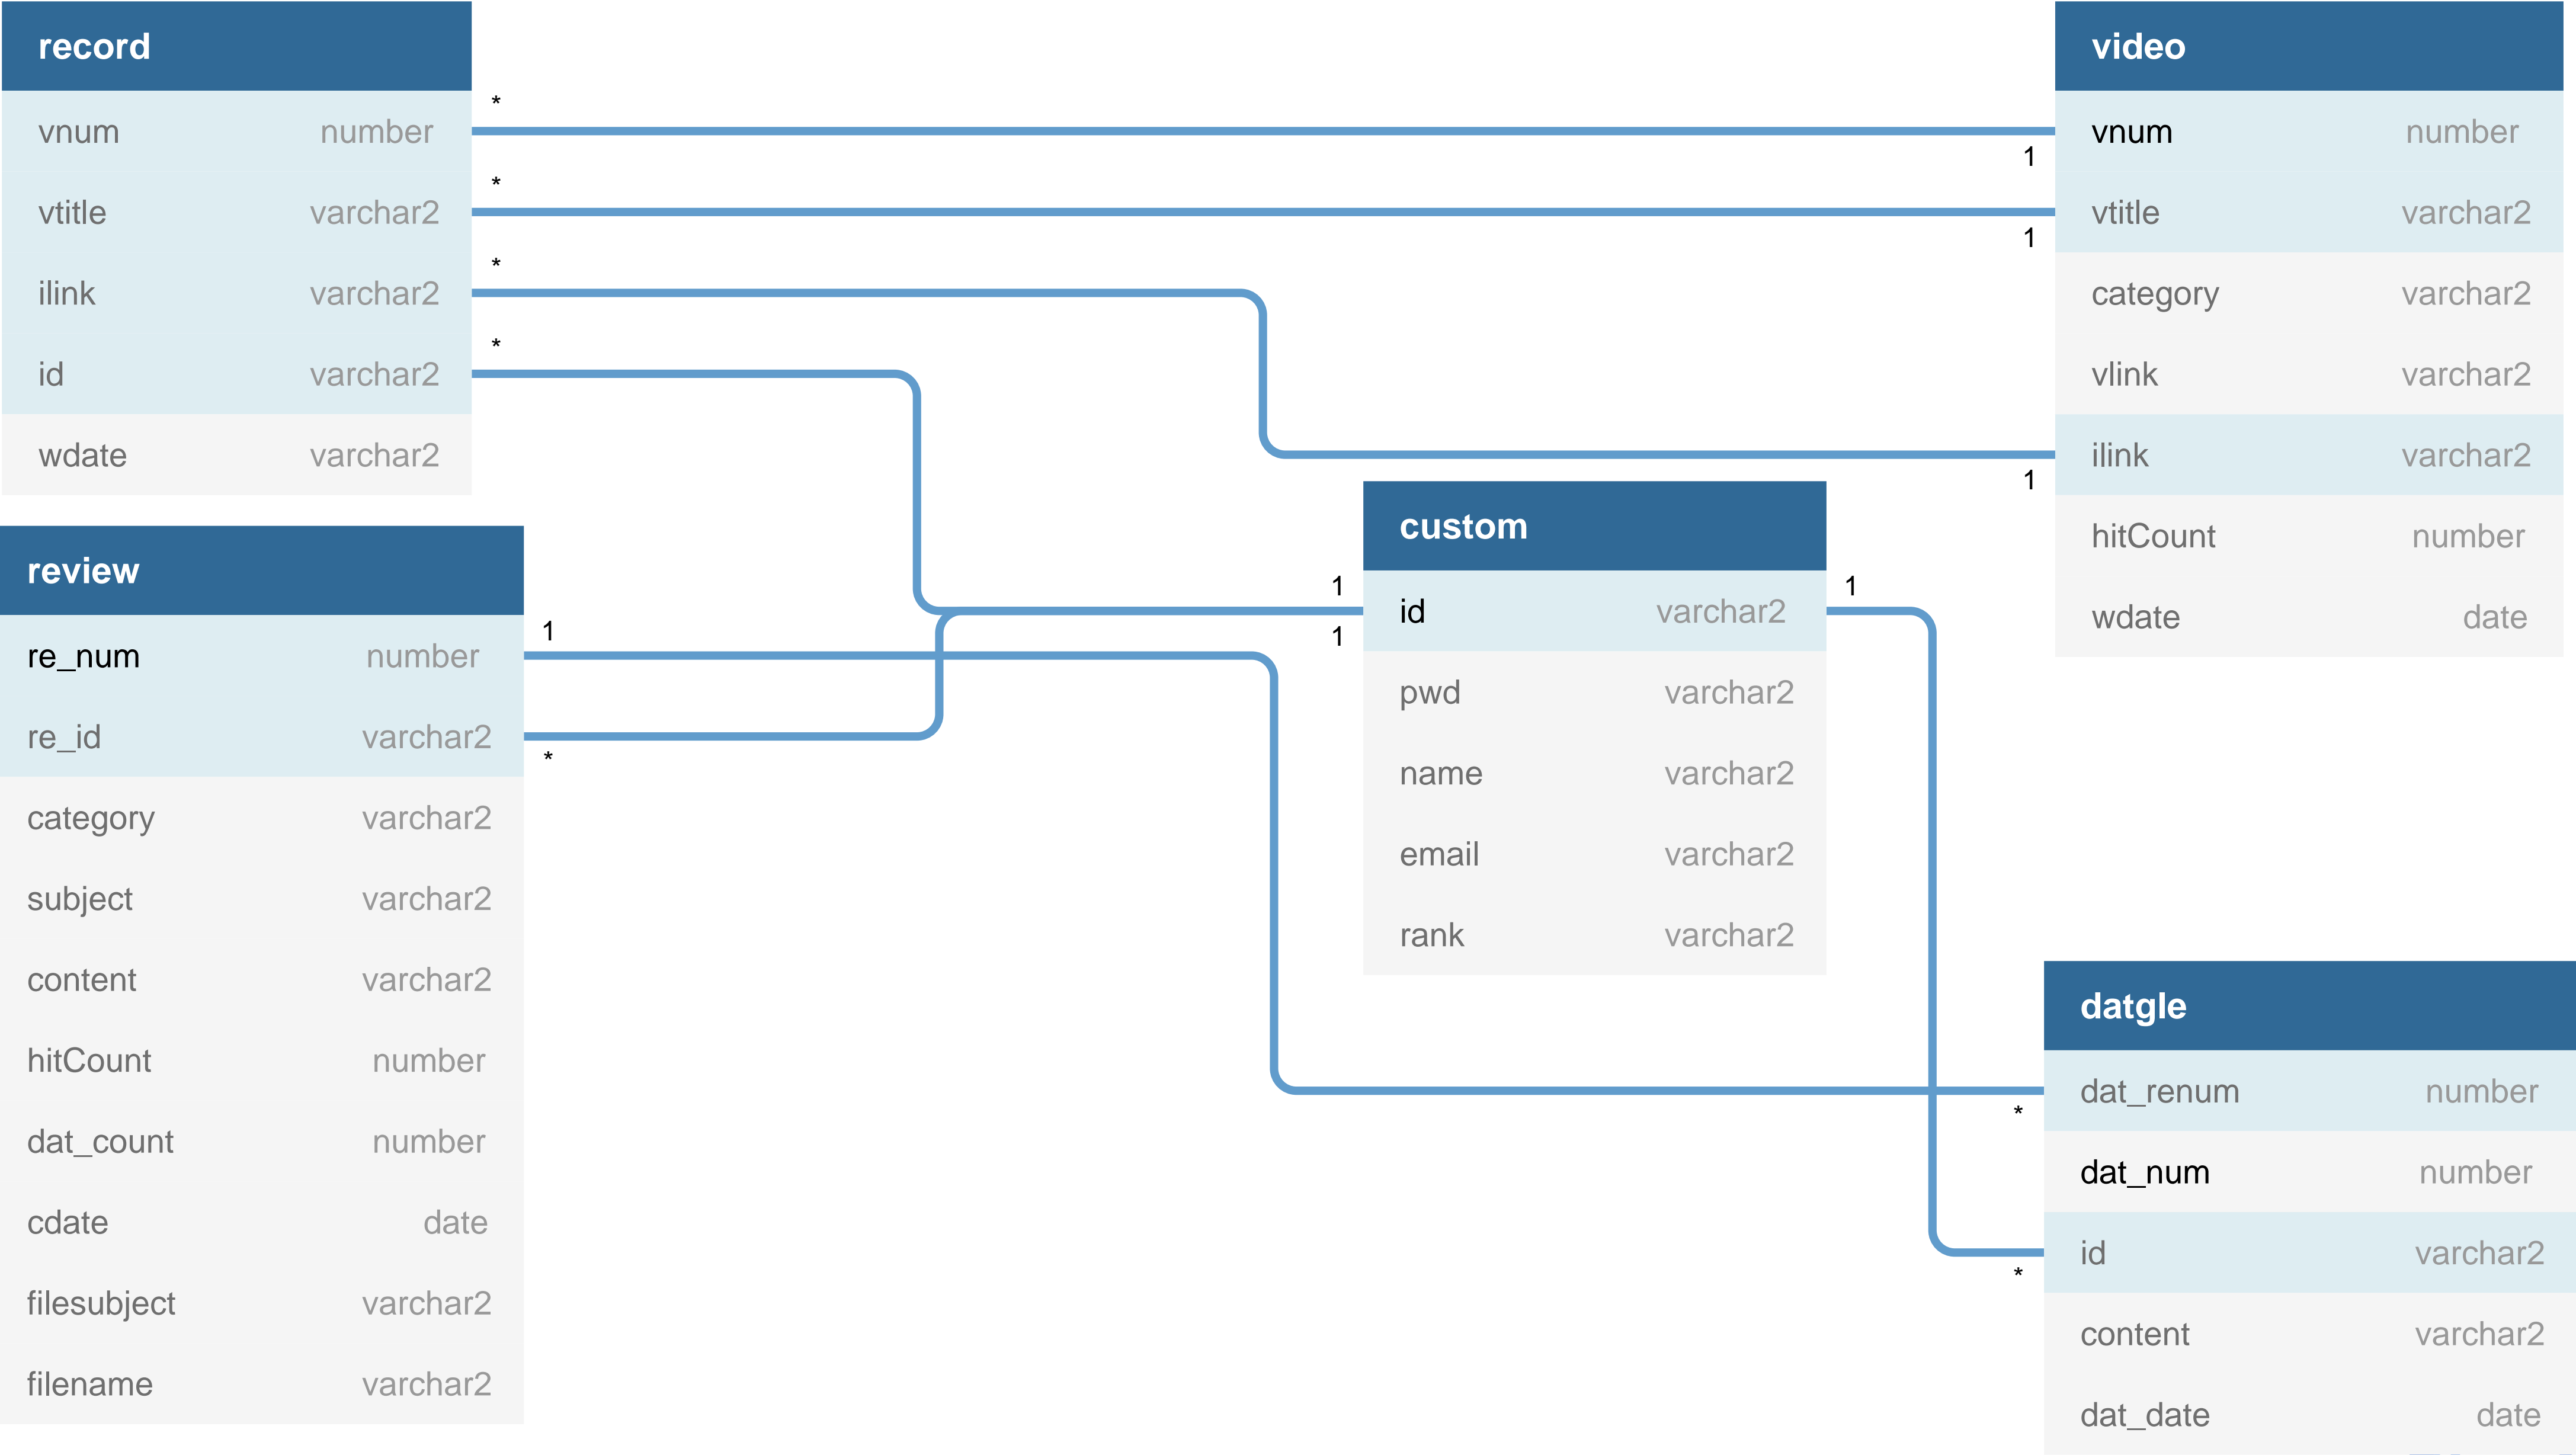 record
vnum number
vtitle varchar2
ilink varchar2
id varchar2
wdate varchar2
*
*
*
*
video
vnum number
vtitle varchar2
category varchar2
vlink varchar2
ilink varchar2
hitCount number
wdate date
1
1
1
review
re_num number
re_id varchar2
category varchar2
subject varchar2
content varchar2
hitCount number
dat_count number
cdate date
filesubject varchar2
filename varchar2
1
*
custom
id varchar2
pwd varchar2
name varchar2
email varchar2
rank varchar2
1
1
1
datgle
dat_renum number
dat_num number
id varchar2
content varchar2
dat_date date
*
*